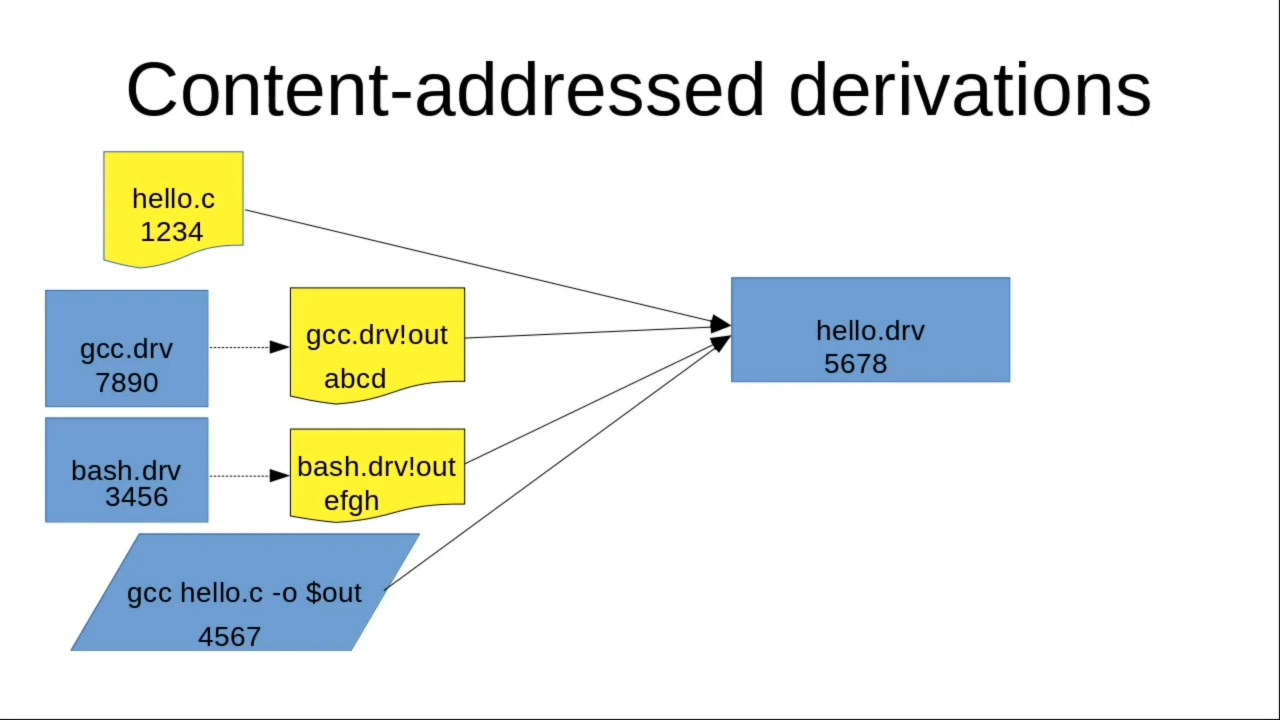 Content-addressed derivations
hello.c
1234
gcc.drv
7890
gcc.drv!out
abcd
hello.drv
5678
bash.drv
3456
bash.drv!out
efgh
gcc hello.c -o $out
4567